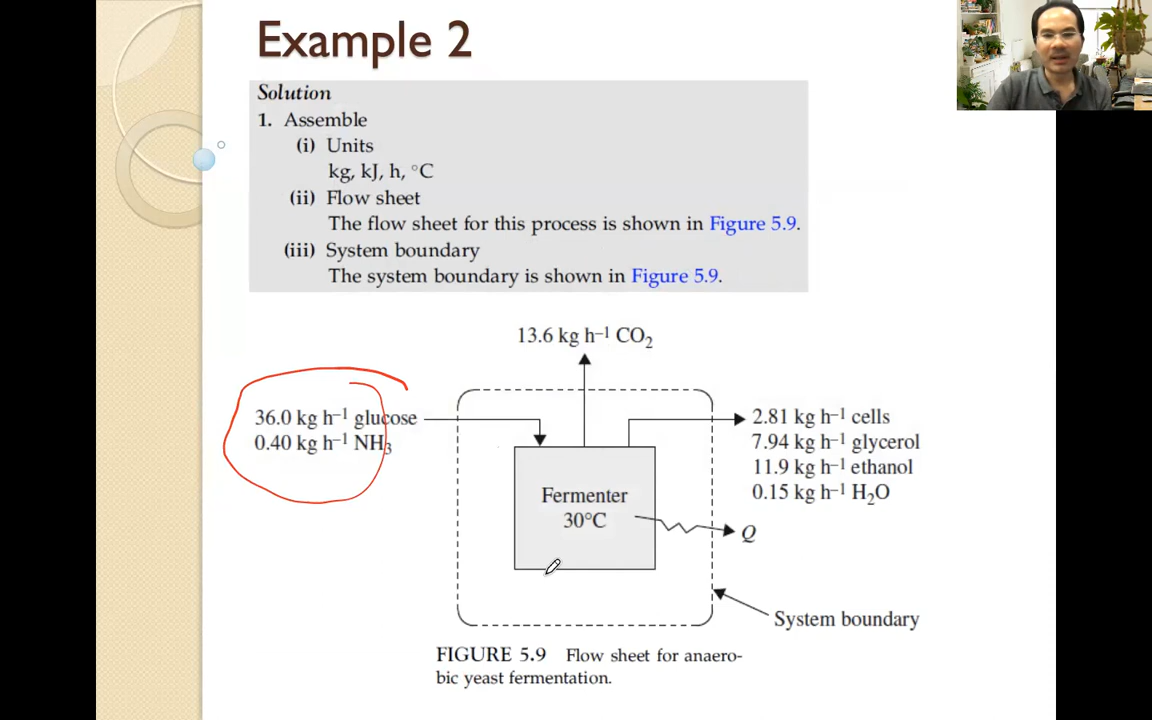 Example 2
Solution
1. Assemble
(i) Units
kg, kJ, h, °C
(ii) Flow sheet
The flow sheet for this process is shown in Figure 5.9.
(iii) System boundary
The system boundary is shown in Figure 5.9.
13.6 kg h⁻¹ CO₂
36.0 kg h⁻¹ glucose
0.40 kg h⁻¹ NH₃
2.81 kg h⁻¹ cells
7.94 kg h⁻¹ glycerol
11.9 kg h⁻¹ ethanol
0.15 kg h⁻¹ H₂O
Fermenter
30°C
Q
System boundary
FIGURE 5.9 Flow sheet for anaero-
bic yeast fermentation.